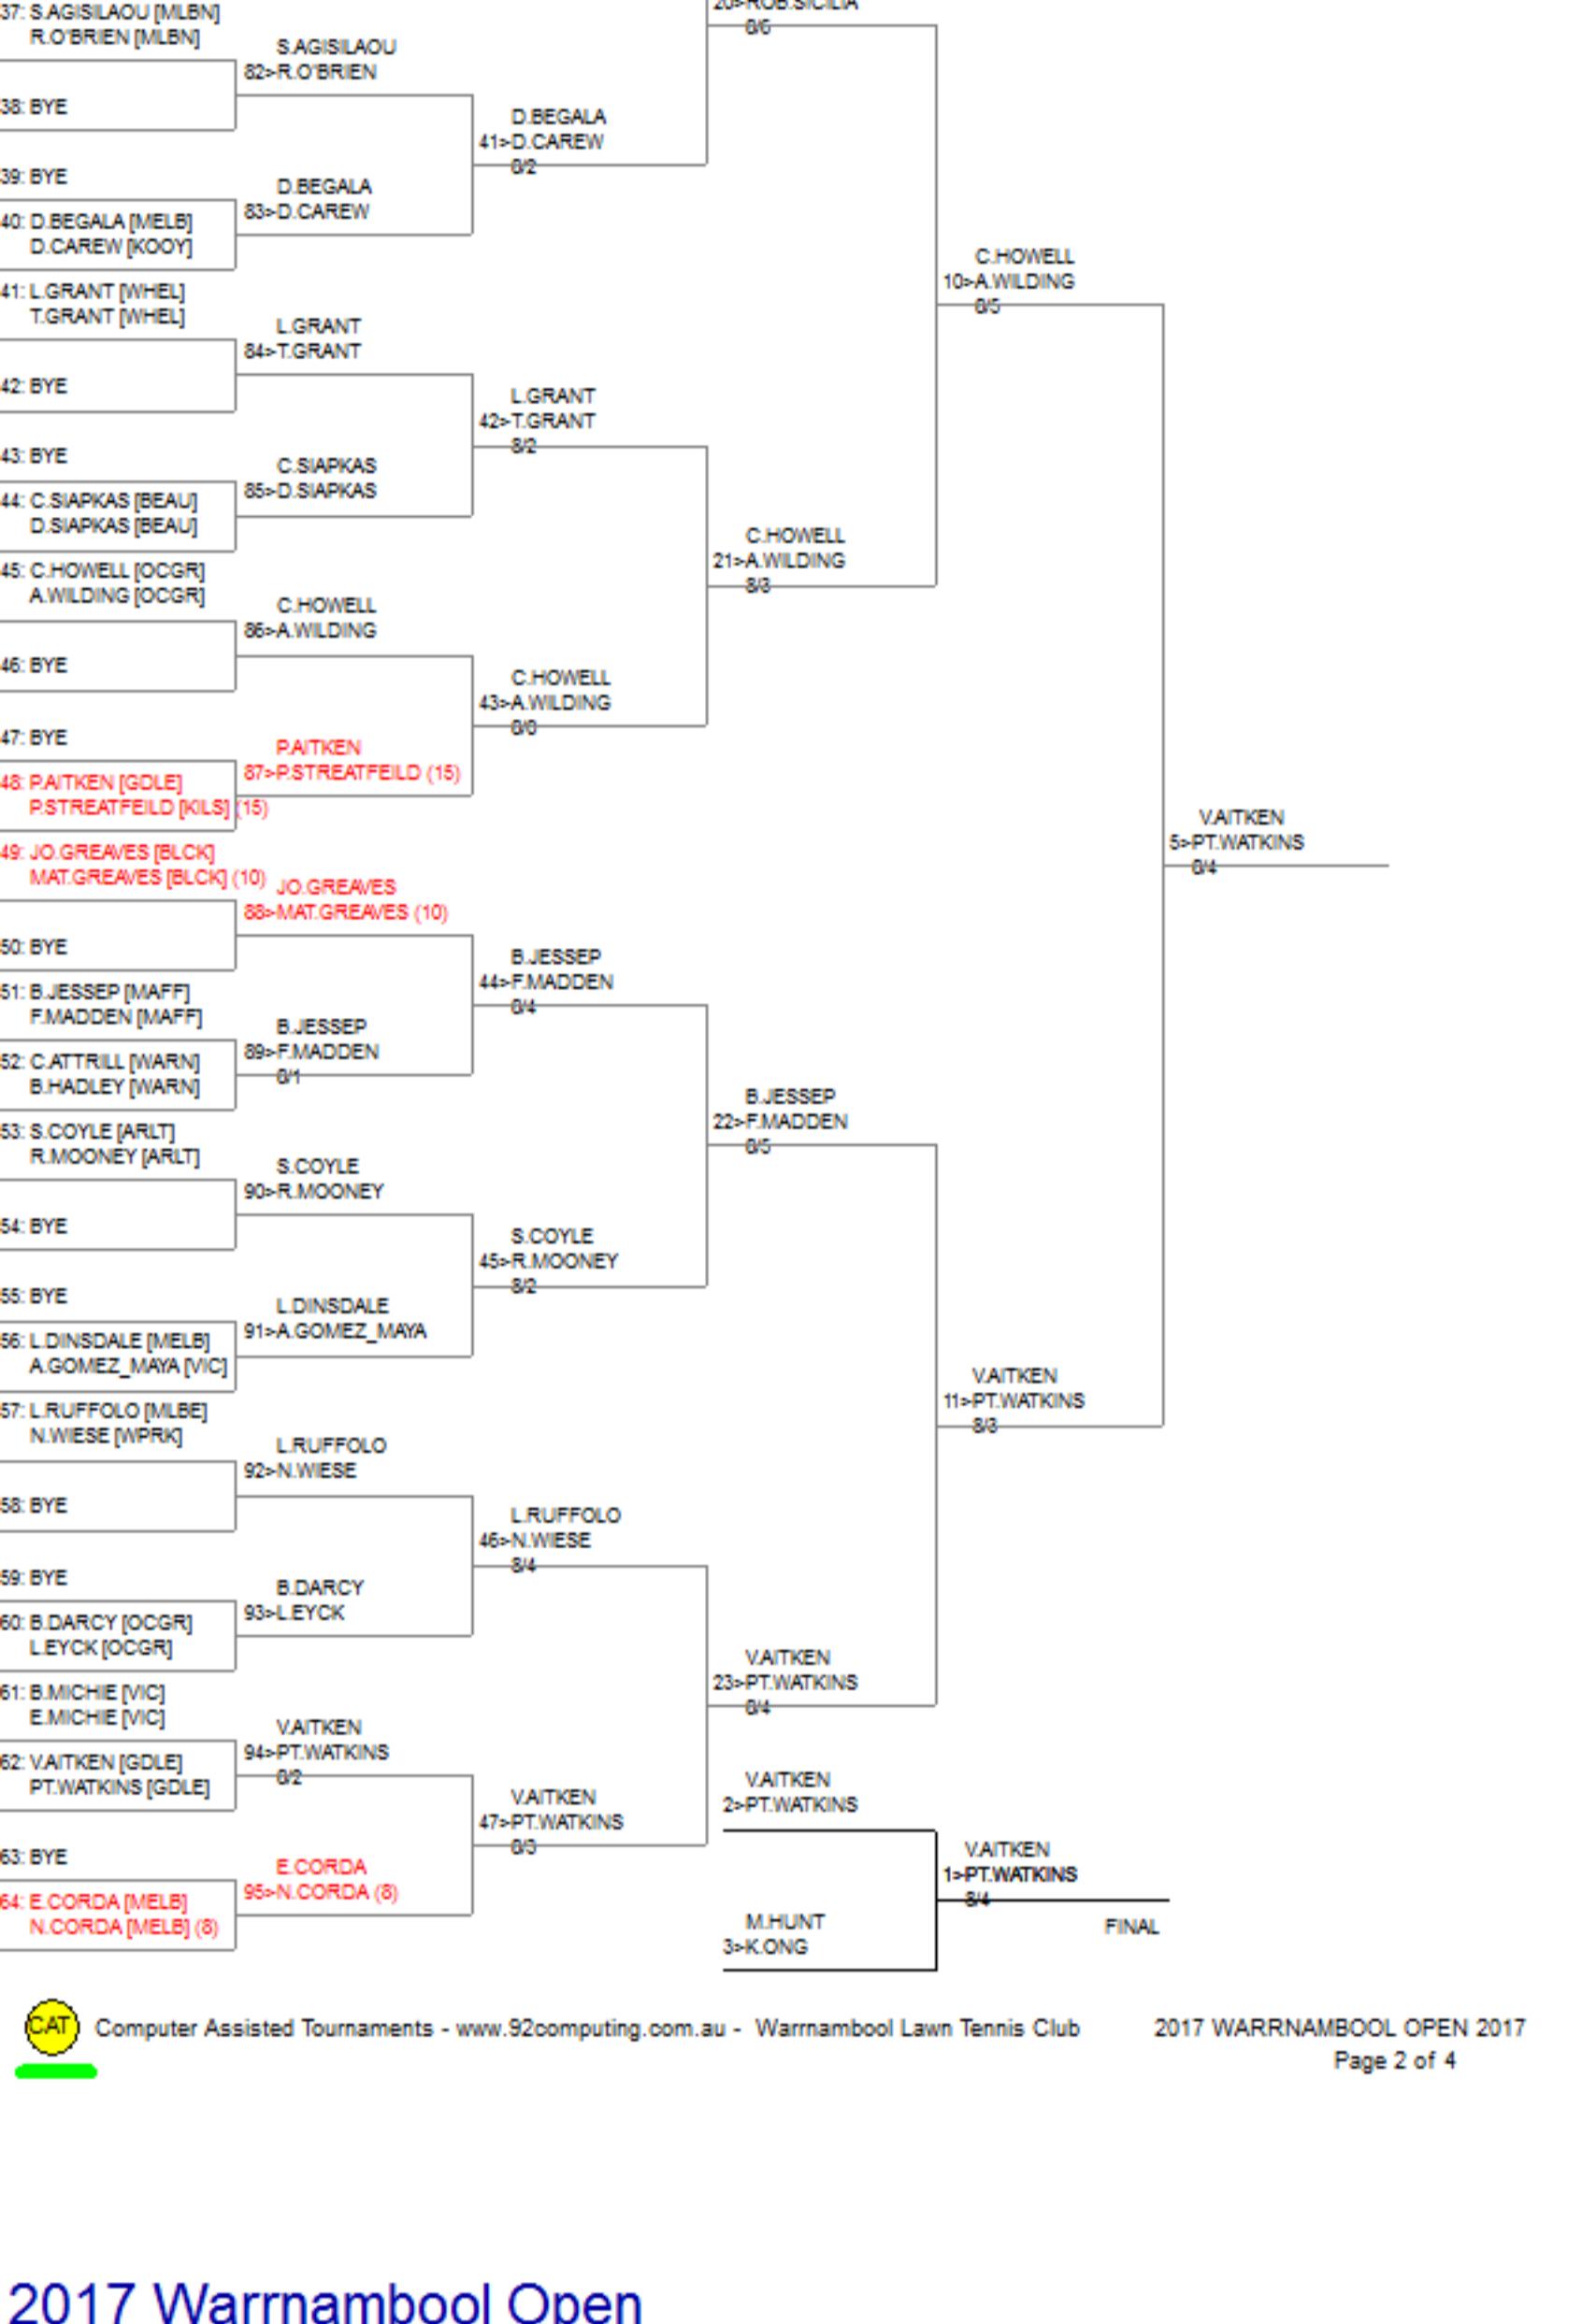 20>ROB.SICILIA
8/6
37: S.AGISILAOU [MLBN]
R.O'BRIEN [MLBN]
S.AGISILAOU
82>R.O'BRIEN
38: BYE
D.BEGALA
41>D.CAREW
8/2
39: BYE
D.BEGALA
83>D.CAREW
40: D.BEGALA [MELB]
D.CAREW [KOOY]
C.HOWELL
10>A.WILDING
8/5
41: L.GRANT [WHEL]
T.GRANT [WHEL]
L.GRANT
84>T.GRANT
42: BYE
L.GRANT
42>T.GRANT
8/2
43: BYE
C.SIAPKAS
85>D.SIAPKAS
44: C.SIAPKAS [BEAU]
D.SIAPKAS [BEAU]
C.HOWELL
21>A.WILDING
8/3
45: C.HOWELL [OCGR]
A.WILDING [OCGR]
C.HOWELL
86>A.WILDING
46: BYE
C.HOWELL
43>A.WILDING
47: BYE
P.AITKEN
87>P.STREATFEILD (15)
48: P.AITKEN [GDLE]
P.STREATFEILD [KILS] (15)
V.AITKEN
5>PT.WATKINS
8/4
49: JO.GREAVES [BLCK]
MAT.GREAVES [BLCK] (10)
JO.GREAVES
88>MAT.GREAVES (10)
50: BYE
B.JESSEP
44>F.MADDEN
8/4
51: B.JESSEP [MAFF]
F.MADDEN [MAFF]
B.JESSEP
89>F.MADDEN
8/1
52: C.ATTRILL [WARN]
B.HADLEY [WARN]
B.JESSEP
22>F.MADDEN
8/5
53: S.COYLE [ARLT]
R.MOONEY [ARLT]
S.COYLE
90>R.MOONEY
54: BYE
S.COYLE
45>R.MOONEY
8/2
55: BYE
L.DINSDALE
91>A.GOMEZ_MAYA
56: L.DINSDALE [MELB]
A.GOMEZ_MAYA [VIC]
V.AITKEN
11>PT.WATKINS
8/3
57: L.RUFFOLO [MLBE]
N.WIESE [WPRK]
L.RUFFOLO
92>N.WIESE
58: BYE
L.RUFFOLO
46>N.WIESE
8/4
59: BYE
B.DARCY
93>L.EYCK
60: B.DARCY [OCGR]
L.EYCK [OCGR]
V.AITKEN
23>PT.WATKINS
8/4
61: B.MICHIE [VIC]
E.MICHIE [VIC]
V.AITKEN
94>PT.WATKINS
8/2
62: V.AITKEN [GDLE]
PT.WATKINS [GDLE]
V.AITKEN
47>PT.WATKINS
8/3
63: BYE
E.CORDA
95>N.CORDA (8)
64: E.CORDA [MELB]
N.CORDA [MELB] (8)
V.AITKEN
2>PT.WATKINS
V.AITKEN
1>PT.WATKINS
8/4
FINAL
M.HUNT
3>K.ONG
CAT
Computer Assisted Tournaments - www.92computing.com.au - Warrnambool Lawn Tennis Club
2017 WARRNAMBOOL OPEN 2017
Page 2 of 4
2017 Warrnambool Open